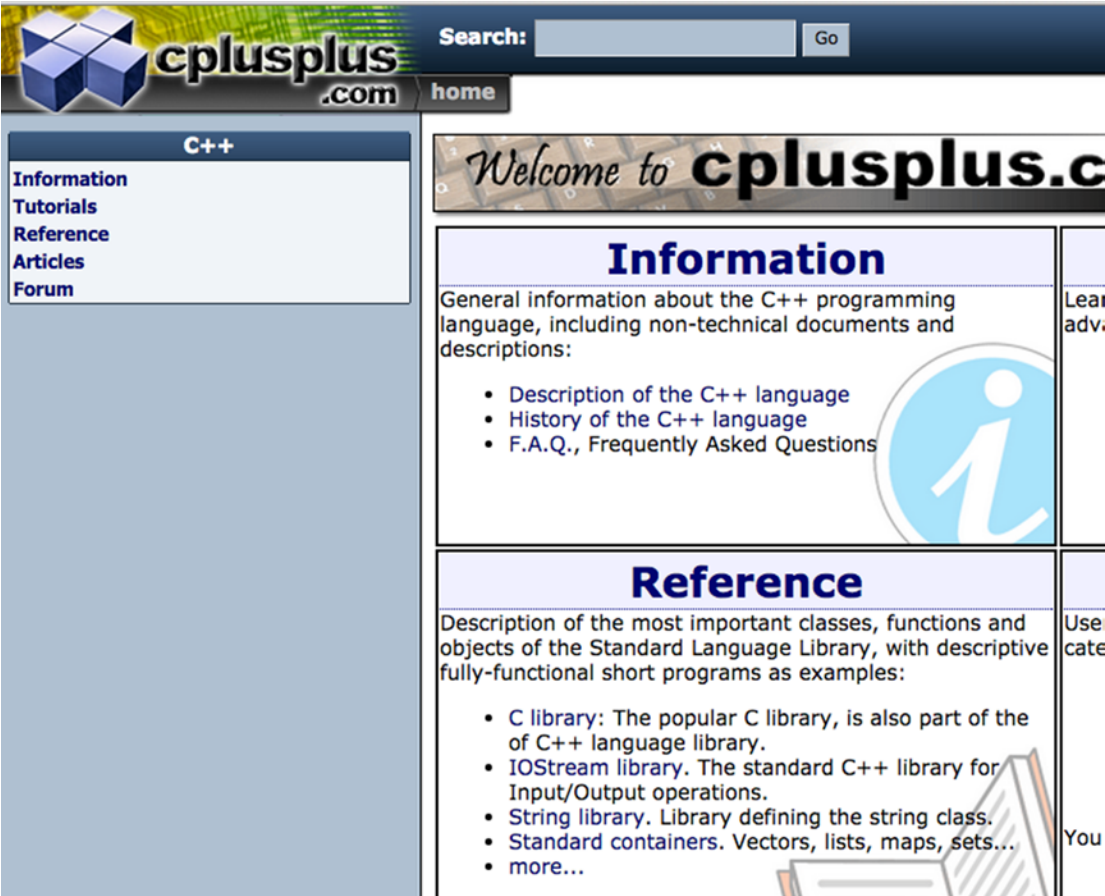 cplusplus
.com
Search:
Go
home
C++
Information
Tutorials
Reference
Articles
Forum
Welcome to cplusplus.c
Information
General information about the C++ programming
language, including non-technical documents and
descriptions:
• Description of the C++ language
• History of the C++ language
• F.A.Q., Frequently Asked Questions
Lear
adva
Reference
Description of the most important classes, functions and
objects of the Standard Language Library, with descriptive
fully-functional short programs as examples:
• C library: The popular C library, is also part of the
of C++ language library.
• IOStream library. The standard C++ library for
Input/Output operations.
• String library. Library defining the string class.
• Standard containers. Vectors, lists, maps, sets...
• more...
User
cate
You